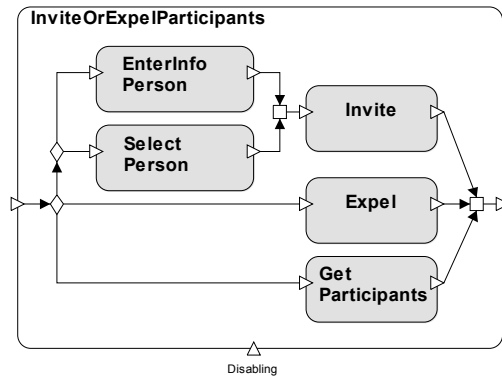 InviteOrExpelParticipants
EnterInfo
Person
Select
Person
Invite
Expel
Get
Participants
Disabling